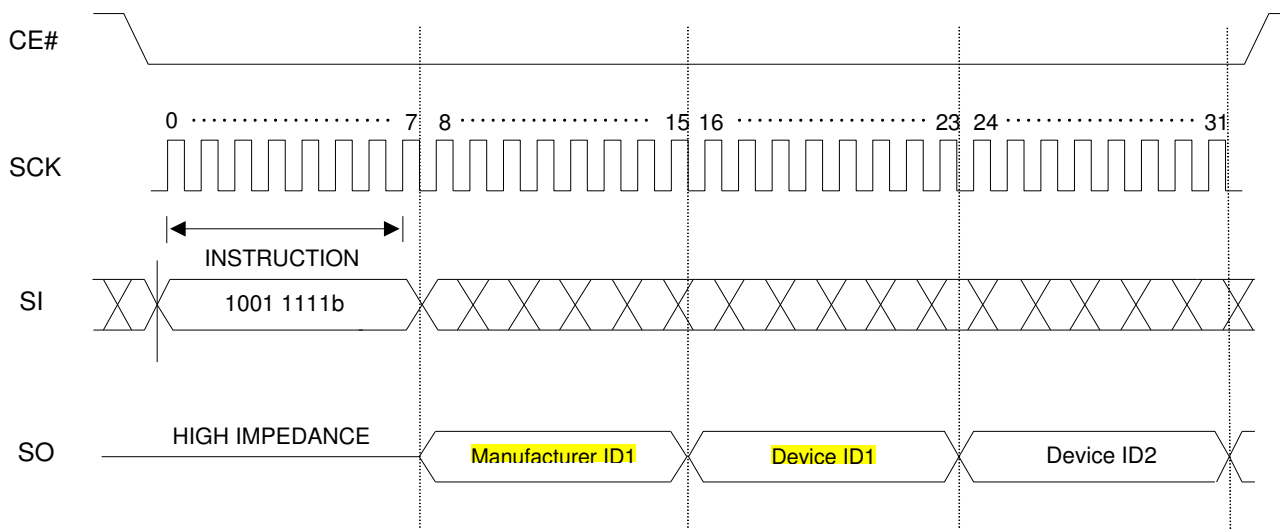 CE#
0 7 8 15 16 23 24 31
SCK
INSTRUCTION
SI
1001 1111b
HIGH IMPEDANCE
SO
Manufacturer ID1
Device ID1
Device ID2